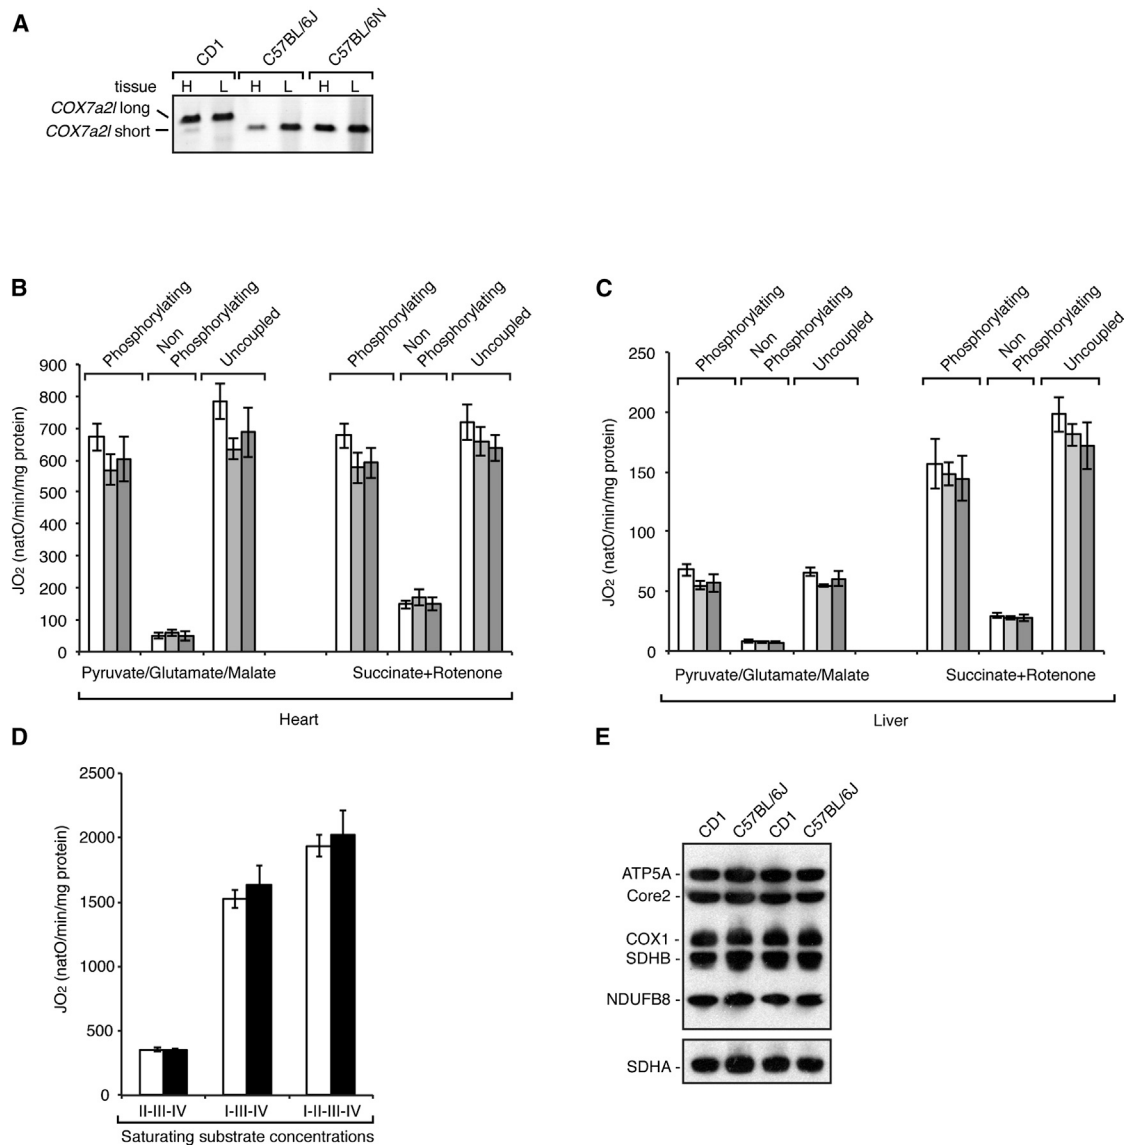 A
CD1
C57BL/6J
C57BL/6N
tissue H L H L H L
COX7a2l long
COX7a2l short
B
Phosphorylating
Non
Phosphorylating
Uncoupled
Phosphorylating
Non
Phosphorylating
Uncoupled
900
800
700
600
500
400
300
200
100
0
JO2 (natO/min/mg protein)
Pyruvate/Glutamate/Malate
Succinate+Rotenone
Heart
C
Phosphorylating
Non
Phosphorylating
Uncoupled
Phosphorylating
Non
Phosphorylating
Uncoupled
250
200
150
100
50
0
JO2 (natO/min/mg protein)
Pyruvate/Glutamate/Malate
Succinate+Rotenone
Liver
D
2500
2000
1500
1000
500
0
JO2 (natO/min/mg protein)
II-III-IV
I-III-IV
I-II-III-IV
Saturating substrate concentrations
E
CD1
C57BL/6J
CD1
C57BL/6J
ATP5A -
Core2 -
COX1 -
SDHB -
NDUFB8 -
SDHA -